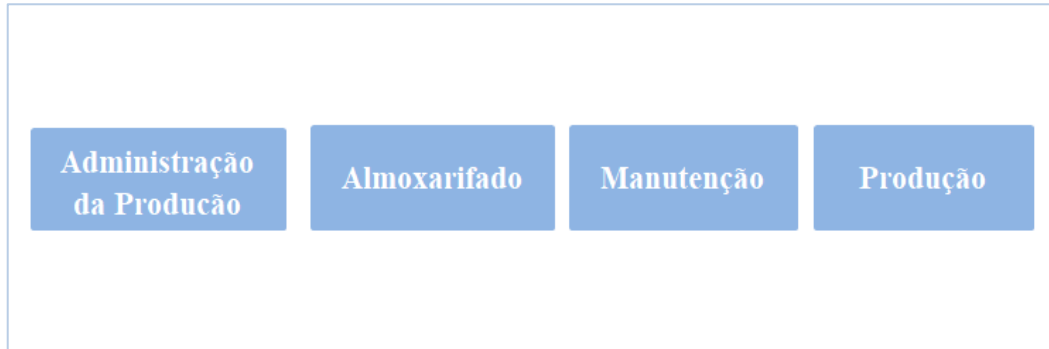 Administração
da Producão
Almoxarifado
Manutenção
Produção